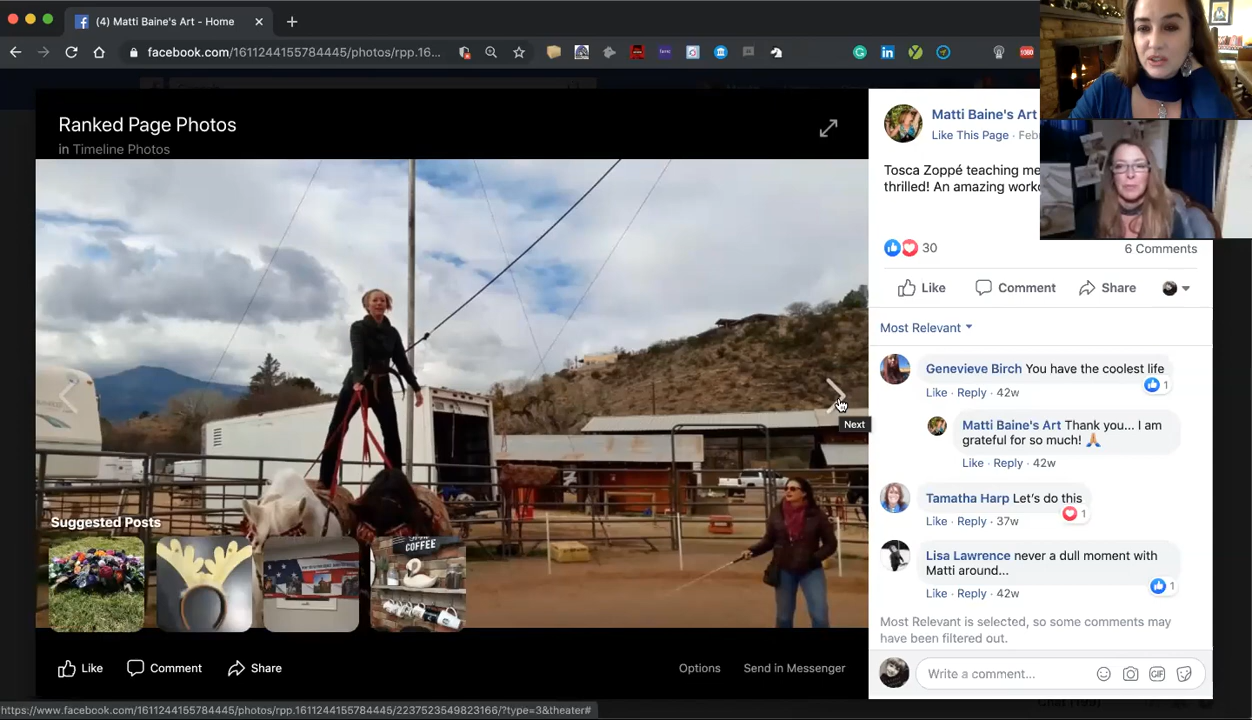 (4) Matti Baine's Art - Home
facebook.com/1611244155784445/photos/rpp.16...
1060
Ranked Page Photos
in Timeline Photos
Matti Baine's Art
Like This Page · Feb
Tosca Zoppé teaching me
thrilled! An amazing work
30
6 Comments
Like
Comment
Share
Most Relevant
Genevieve Birch You have the coolest life
1
Like · Reply · 42w
Matti Baine's Art Thank you... I am
grateful for so much! 🙏
Like · Reply · 42w
Tamatha Harp Let's do this
1
Like · Reply · 37w
Lisa Lawrence never a dull moment with
Matti around...
1
Like · Reply · 42w
Most Relevant is selected, so some comments may
have been filtered out.
Write a comment...
GIF
Next
Suggested Posts
COFFEE
Like
Comment
Share
Options
Send in Messenger
https://www.facebook.com/1611244155784445/photos/rpp.1611244155784445/2237523549823166/?type=3&theater#